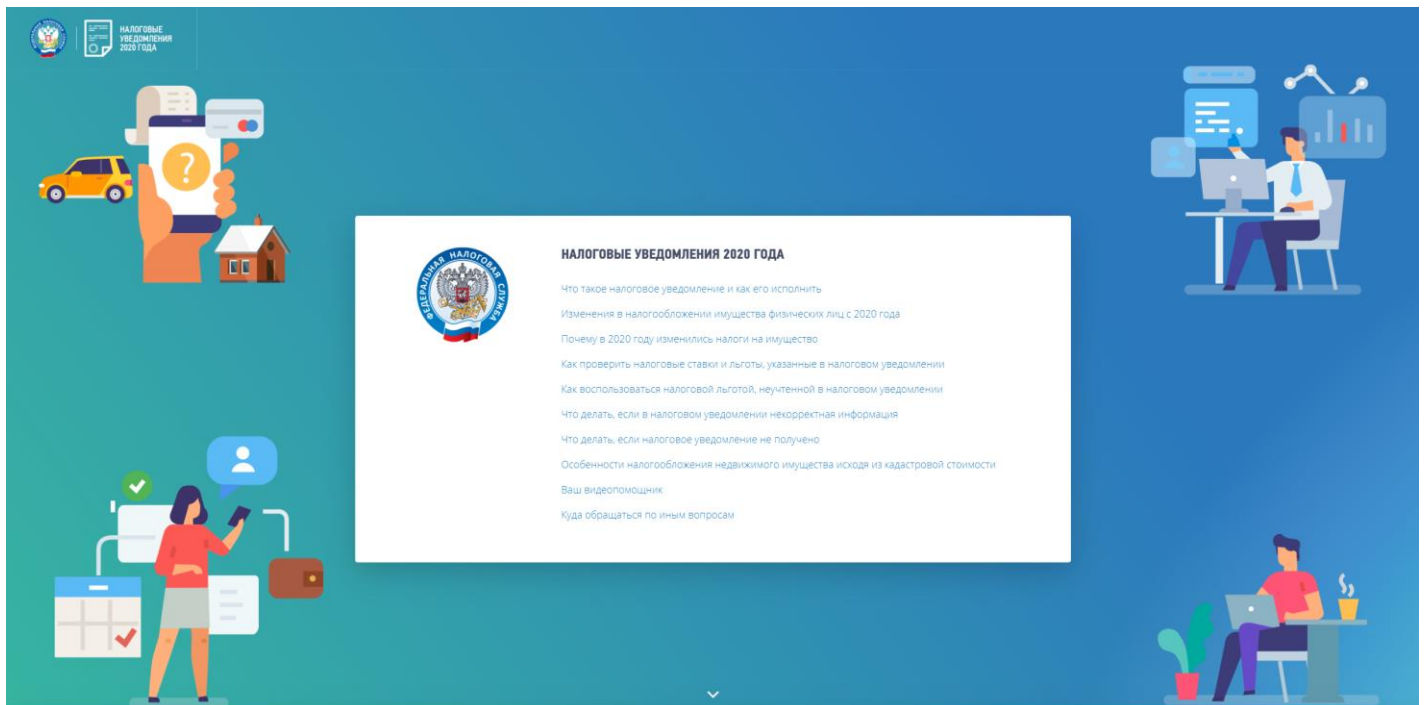 НАЛОГОВЫЕ
УВЕДОМЛЕНИЯ
2020 ГОДА
ФЕДЕРАЛЬНАЯ НАЛОГОВАЯ СЛУЖБА
НАЛОГОВЫЕ УВЕДОМЛЕНИЯ 2020 ГОДА
Что такое налоговое уведомление и как его исполнить
Изменения в налогообложении имущества физических лиц с 2020 года
Почему в 2020 году изменились налоги на имущество
Как проверить налоговые ставки и льготы, указанные в налоговом уведомлении
Как воспользоваться налоговой льготой, неучтенной в налоговом уведомлении
Что делать, если в налоговом уведомлении некорректная информация
Что делать, если налоговое уведомление не получено
Особенности налогообложения недвижимого имущества исходя из кадастровой стоимости
Ваш видеопомощник
Куда обращаться по иным вопросам